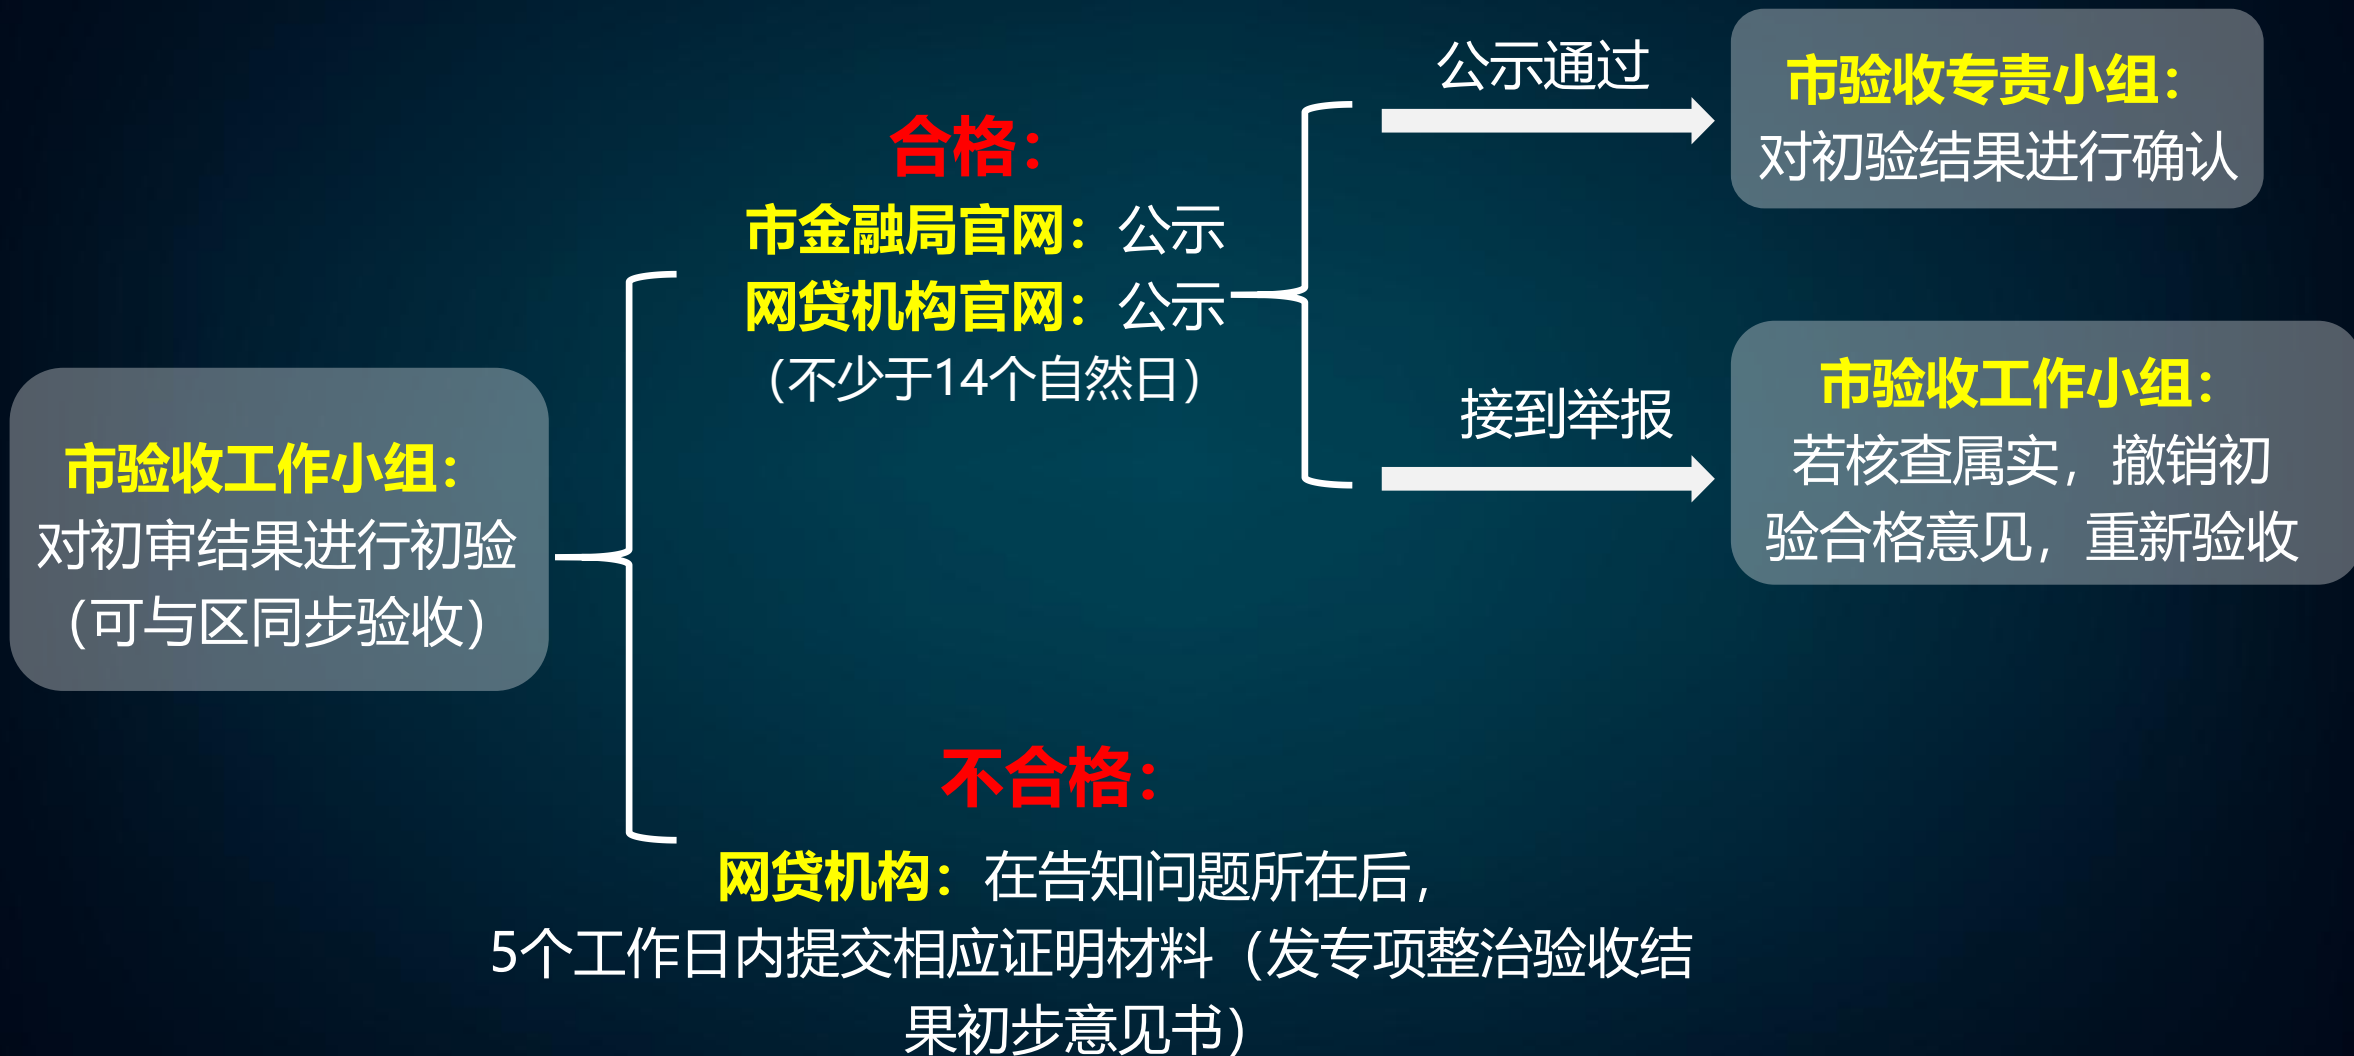 市验收工作小组：
对初审结果进行初验
（可与区同步验收）
合格：
市金融局官网：公示
网贷机构官网：公示
（不少于14个自然日）
公示通过
市验收专责小组：
对初验结果进行确认
接到举报
市验收工作小组：
若核查属实，撤销初
验合格意见，重新验收
不合格：
网贷机构：在告知问题所在后，
5个工作日内提交相应证明材料（发专项整治验收结
果初步意见书）